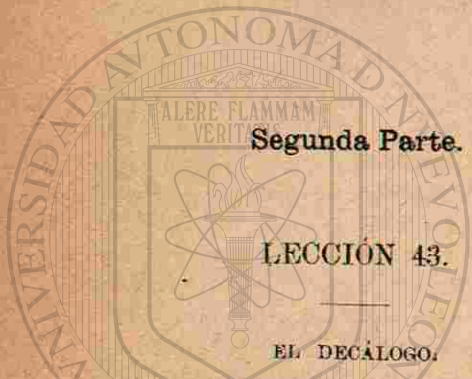 UNIVERSIDAD AUTONOMA DE NUEVO LEON
ALERE FLAMMAM
VERITATIS
Segunda Parte.
LECCIÓN 43.
EL DECÁLOGO.